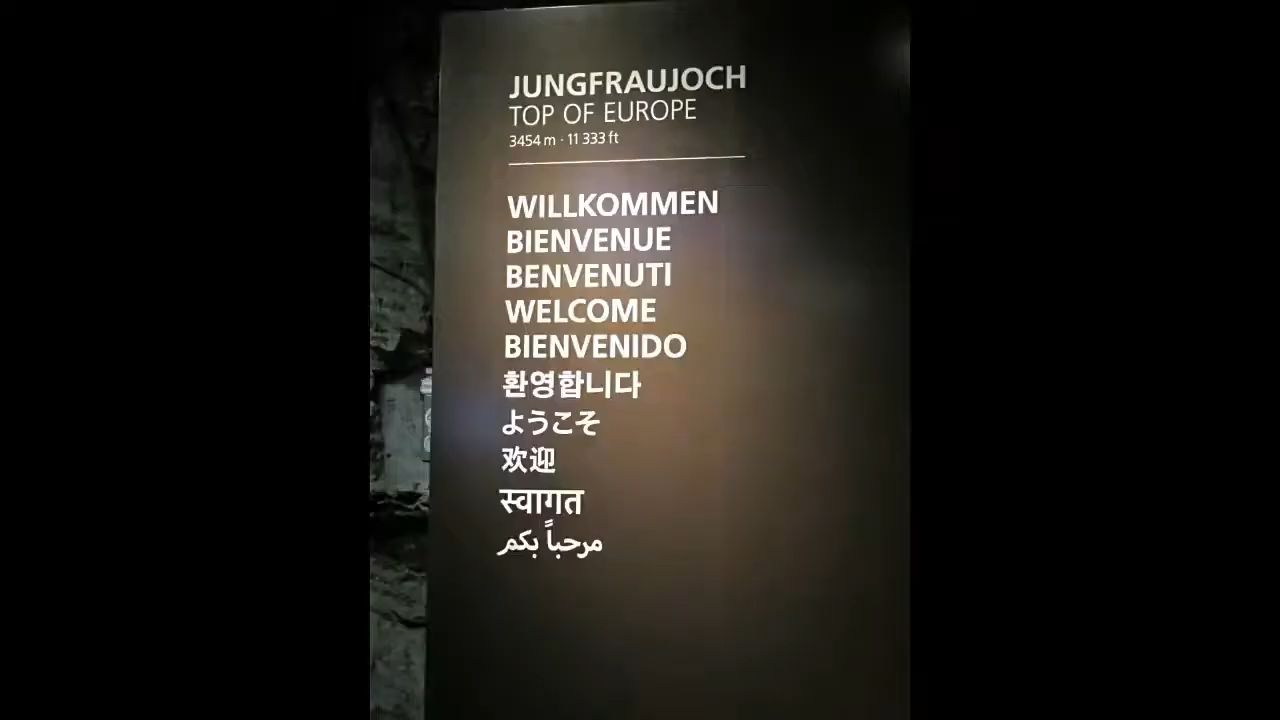 JUNGFRAUJOCH
TOP OF EUROPE
3454 m · 11 333 ft
WILLKOMMEN
BIENVENUE
BENVENUTI
WELCOME
BIENVENIDO
환영합니다
ようこそ
欢迎
स्वागत
مرحباً بكم